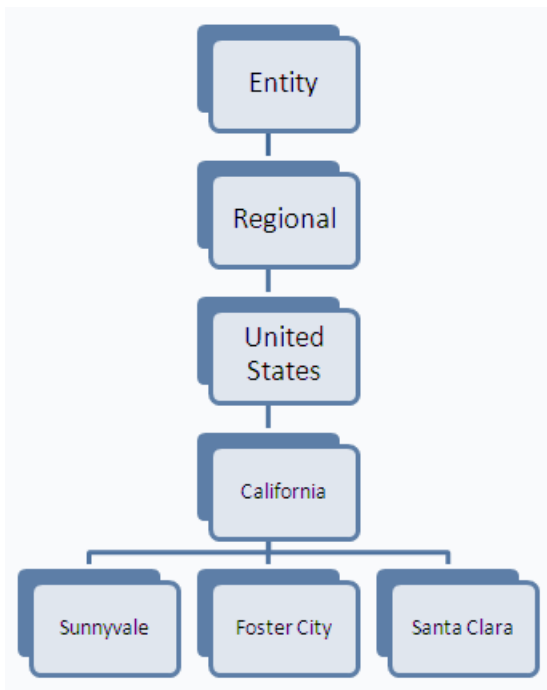 Entity
Regional
United
States
California
Sunnyvale
Foster City
Santa Clara